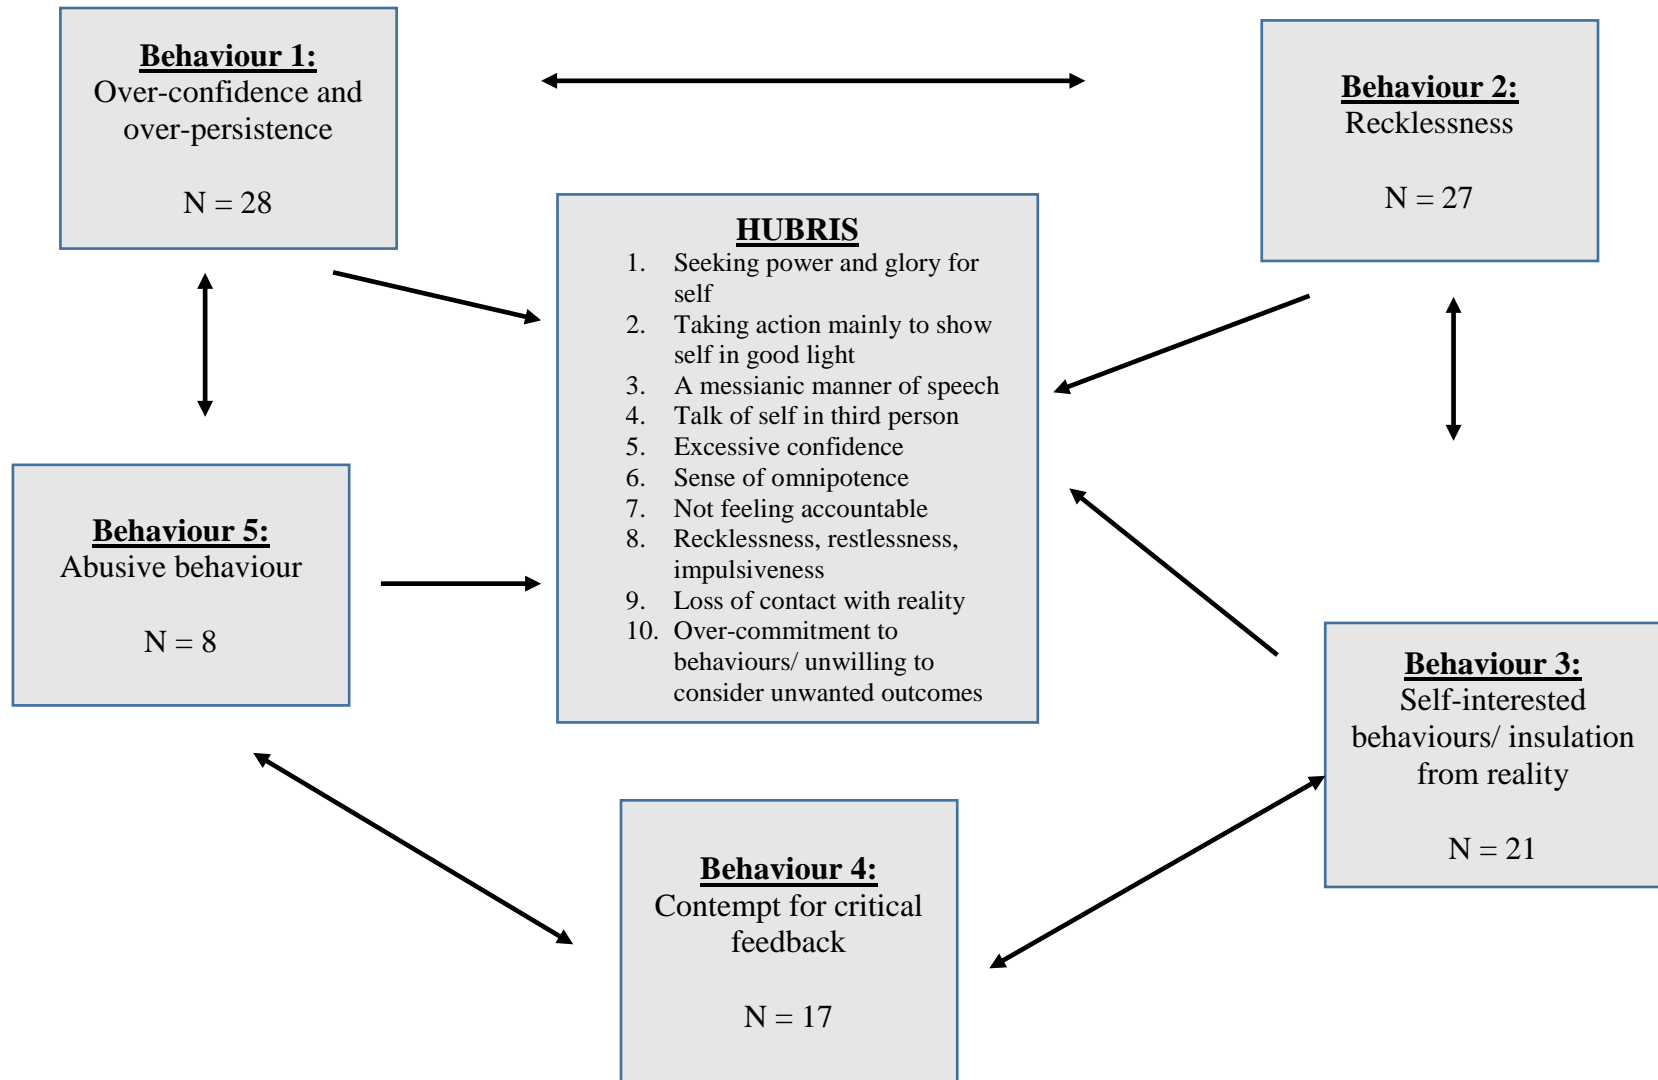 Behaviour 1:
Over-confidence and
over-persistence
N = 28
Behaviour 2:
Recklessness
N = 27
HUBRIS
1. Seeking power and glory for
self
2. Taking action mainly to show
self in good light
3. A messianic manner of speech
4. Talk of self in third person
5. Excessive confidence
6. Sense of omnipotence
7. Not feeling accountable
8. Recklessness, restlessness,
impulsiveness
9. Loss of contact with reality
10. Over-commitment to
behaviours/ unwilling to
consider unwanted outcomes
Behaviour 5:
Abusive behaviour
N = 8
Behaviour 3:
Self-interested
behaviours/ insulation
from reality
N = 21
Behaviour 4:
Contempt for critical
feedback
N = 17